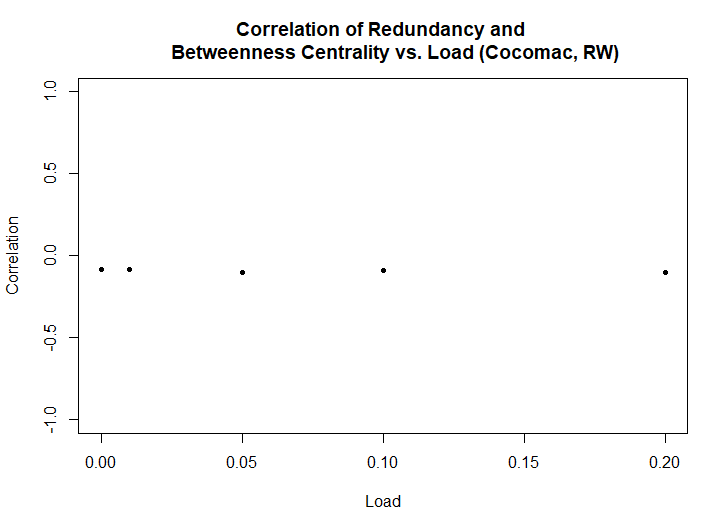 Correlation of Redundancy and
Betweenness Centrality vs. Load (Cocomac, RW)
1.0
0.5
0.0
-0.5
-1.0
Correlation
0.00 0.05 0.10 0.15 0.20
Load